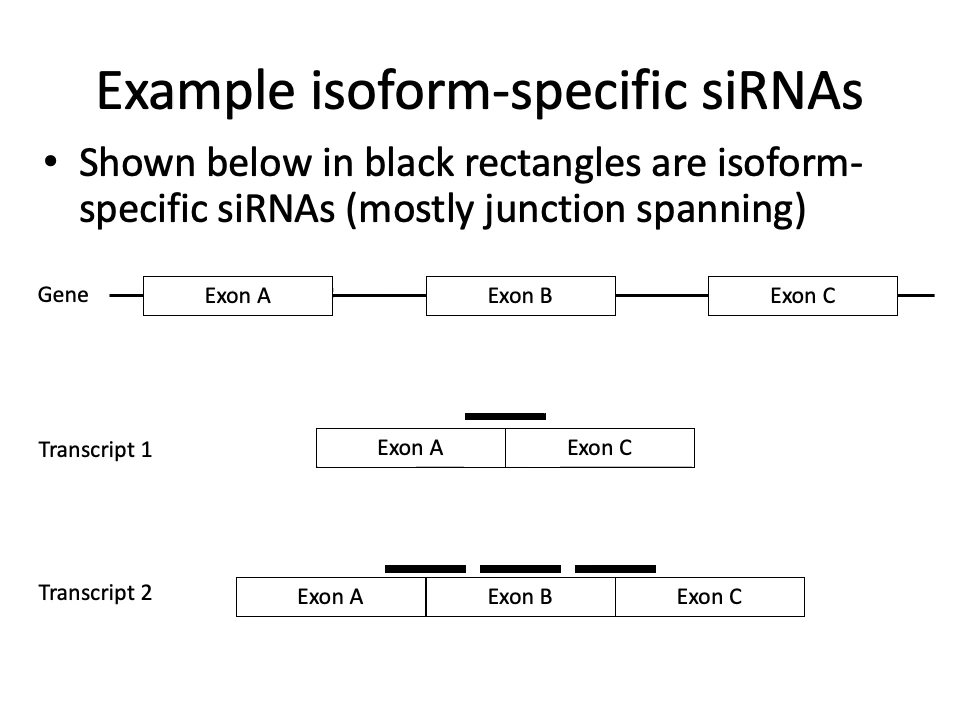 Example isoform-specific siRNAs
• Shown below in black rectangles are isoform-
specific siRNAs (mostly junction spanning)
Gene Exon A Exon B Exon C
Transcript 1 Exon A Exon C
Transcript 2 Exon A Exon B Exon C